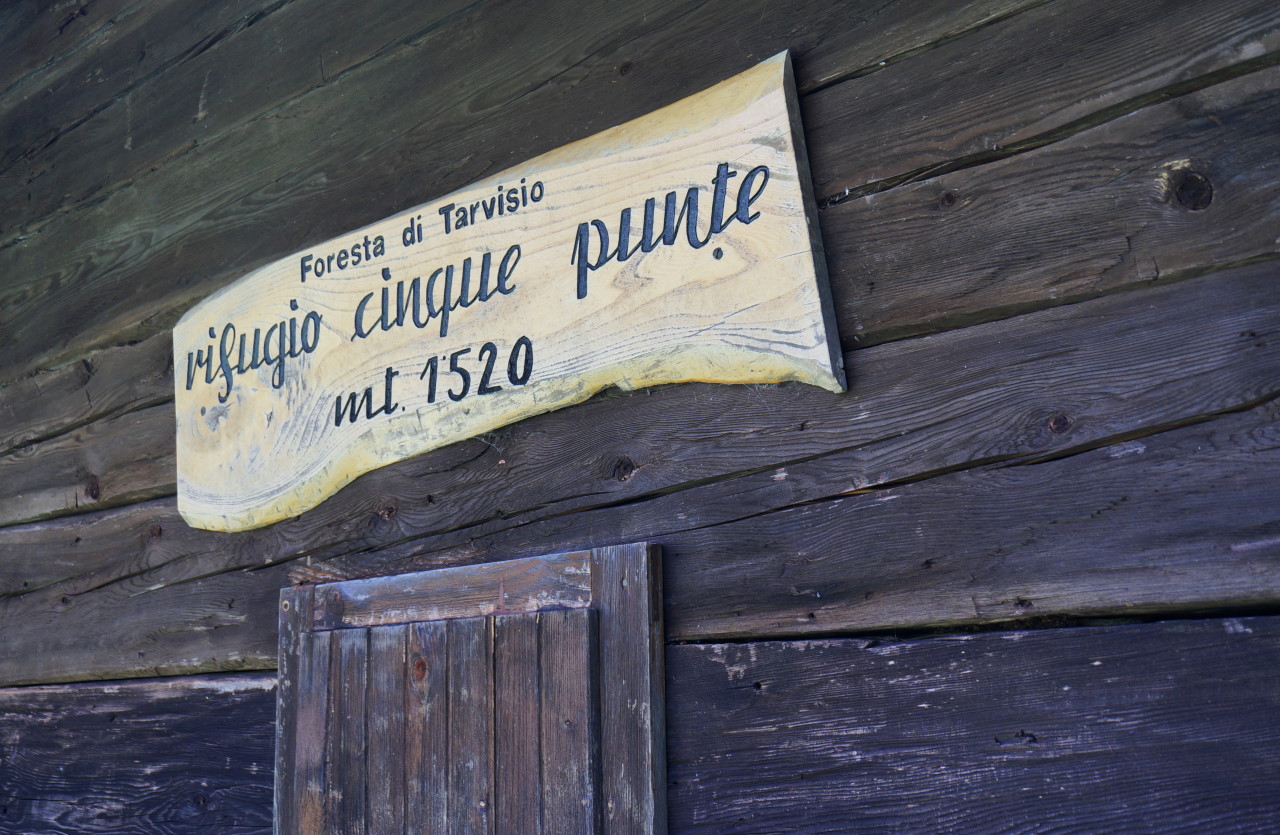 Foresta di Tarvisio
rifugio cinque punte
mt. 1520